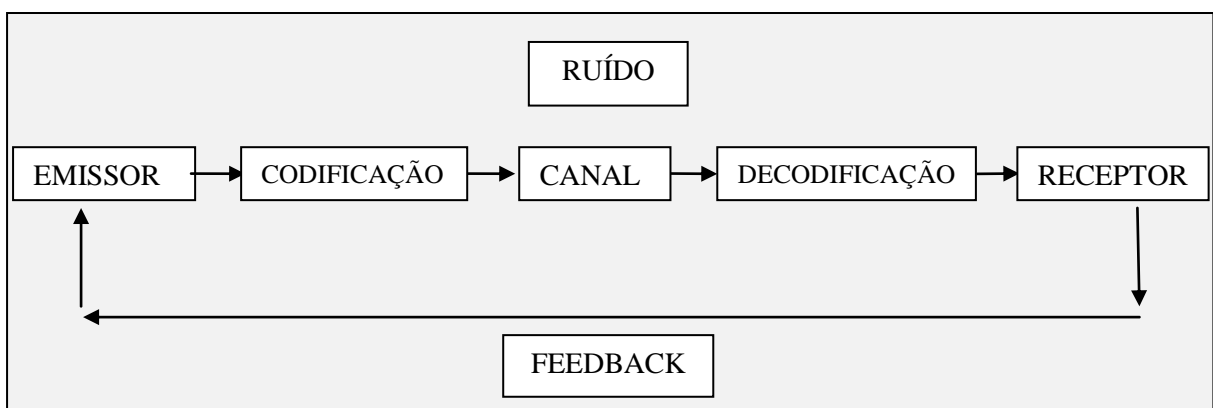 RUÍDO
EMISSOR
CODIFICAÇÃO
CANAL
DECODIFICAÇÃO
RECEPTOR
FEEDBACK